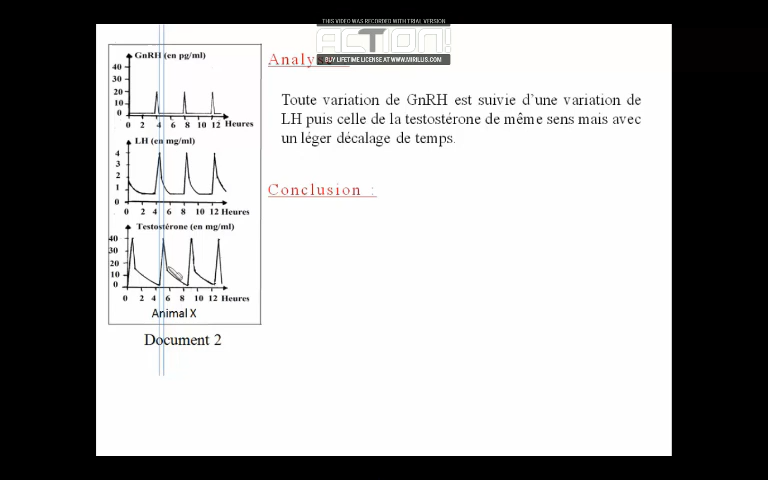 THIS VIDEO WAS RECORDED WITH TRIAL VERSION
ACTION!
BUY LIFETIME LICENSE AT WWW.MIRILLIS.COM
Analy
Toute variation de GnRH est suivie d'une variation de
LH puis celle de la testostérone de même sens mais avec
un léger décalage de temps.
Conclusion :
GnRH (en pg/ml)
40
30
20
10
0
0 2 4 6 8 10 12 Heures
LH (en mg/ml)
4
3
2
1
0
0 2 4 6 8 10 12 Heures
Testostérone (en mg/ml)
40
30
20
10
0
0 2 4 6 8 10 12 Heures
Animal X
Document 2